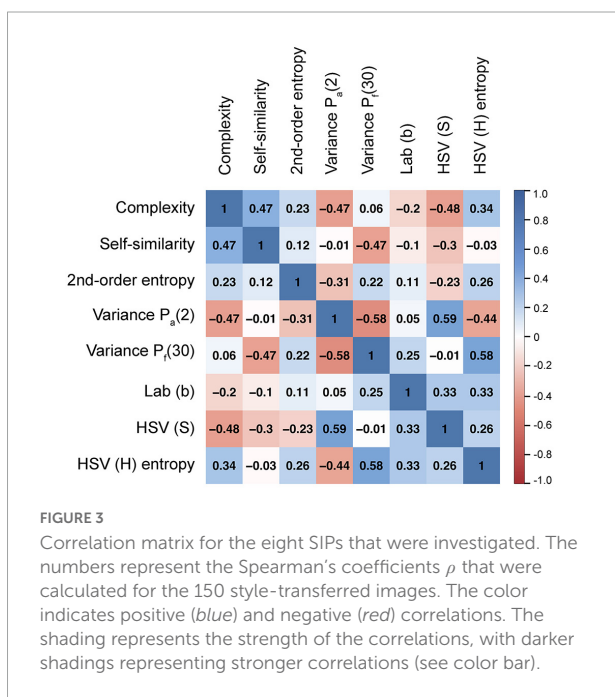 Complexity
Self-similarity
2nd-order entropy
Variance Pa(2)
Variance Pf(30)
Lab (b)
HSV (S)
HSV (H) entropy
Complexity 1 0.47 0.23 −0.47 0.06 −0.2 −0.48 0.34
Self-similarity 0.47 1 0.12 −0.01 −0.47 −0.1 −0.3 −0.03
2nd-order entropy 0.23 0.12 1 −0.31 0.22 0.11 −0.23 0.26
Variance Pa(2) −0.47 −0.01 −0.31 1 −0.58 0.05 0.59 −0.44
Variance Pf(30) 0.06 −0.47 0.22 −0.58 1 0.25 −0.01 0.58
Lab (b) −0.2 −0.1 0.11 0.05 0.25 1 0.33 0.33
HSV (S) −0.48 −0.3 −0.23 0.59 −0.01 0.33 1 0.26
HSV (H) entropy 0.34 −0.03 0.26 −0.44 0.58 0.33 0.26 1
1.0
0.8
0.6
0.4
0.2
0
-0.2
-0.4
-0.6
-0.8
-1.0
FIGURE 3
Correlation matrix for the eight SIPs that were investigated. The
numbers represent the Spearman's coefficients ρ that were
calculated for the 150 style-transferred images. The color
indicates positive (blue) and negative (red) correlations. The
shading represents the strength of the correlations, with darker
shadings representing stronger correlations (see color bar).